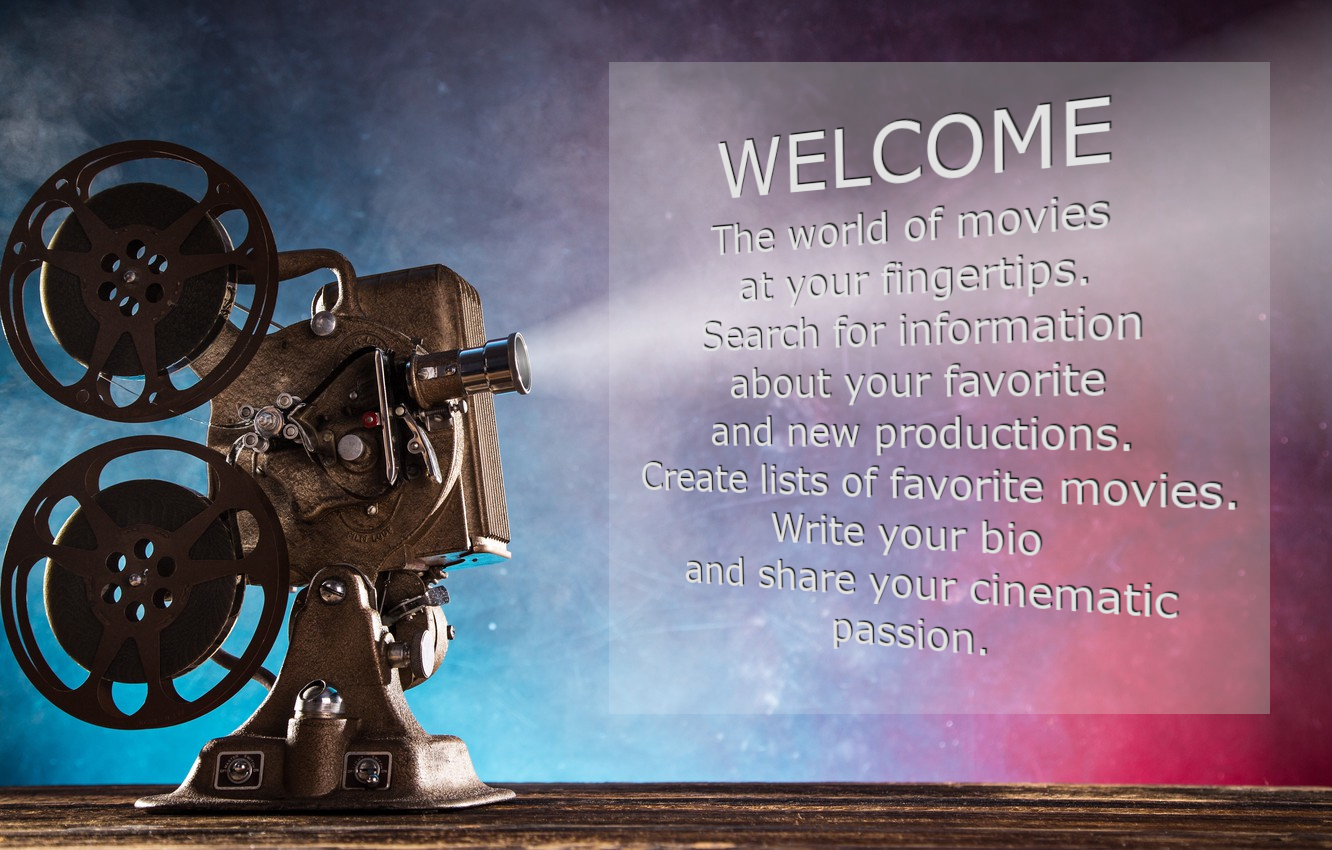 WELCOME
The world of movies
at your fingertips.
Search for information
about your favorite
and new productions.
Create lists of favorite movies.
Write your bio
and share your cinematic
passion.